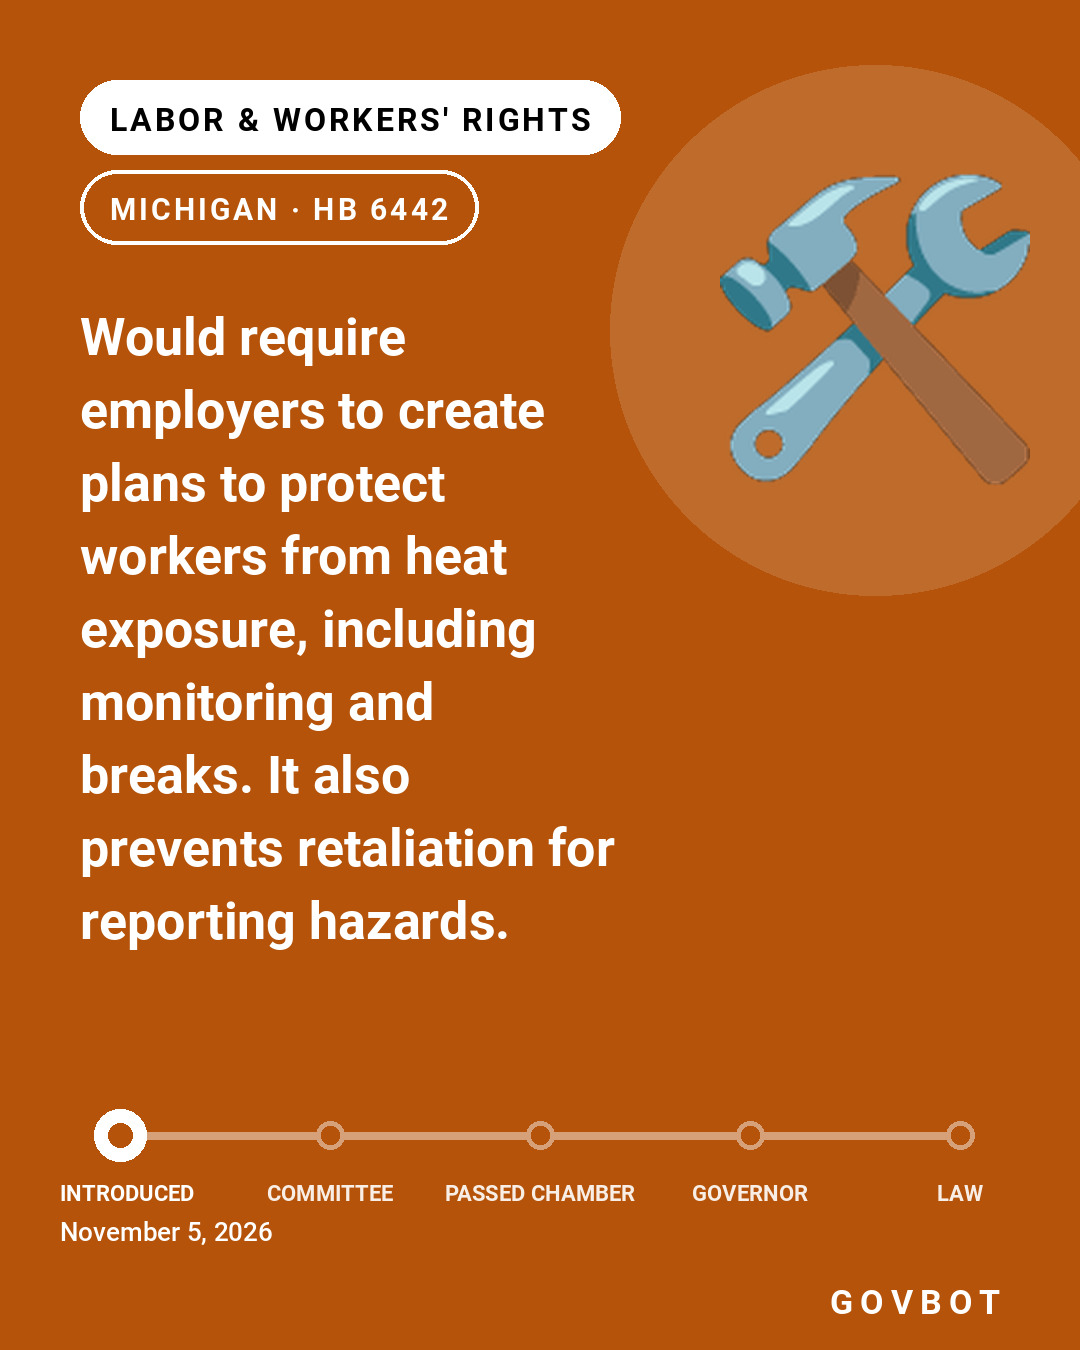 LABOR & WORKERS' RIGHTS
MICHIGAN · HB 6442
Would require
employers to create
plans to protect
workers from heat
exposure, including
monitoring and
breaks. It also
prevents retaliation for
reporting hazards.
INTRODUCED COMMITTEE PASSED CHAMBER GOVERNOR LAW
November 5, 2026
GOVBOT